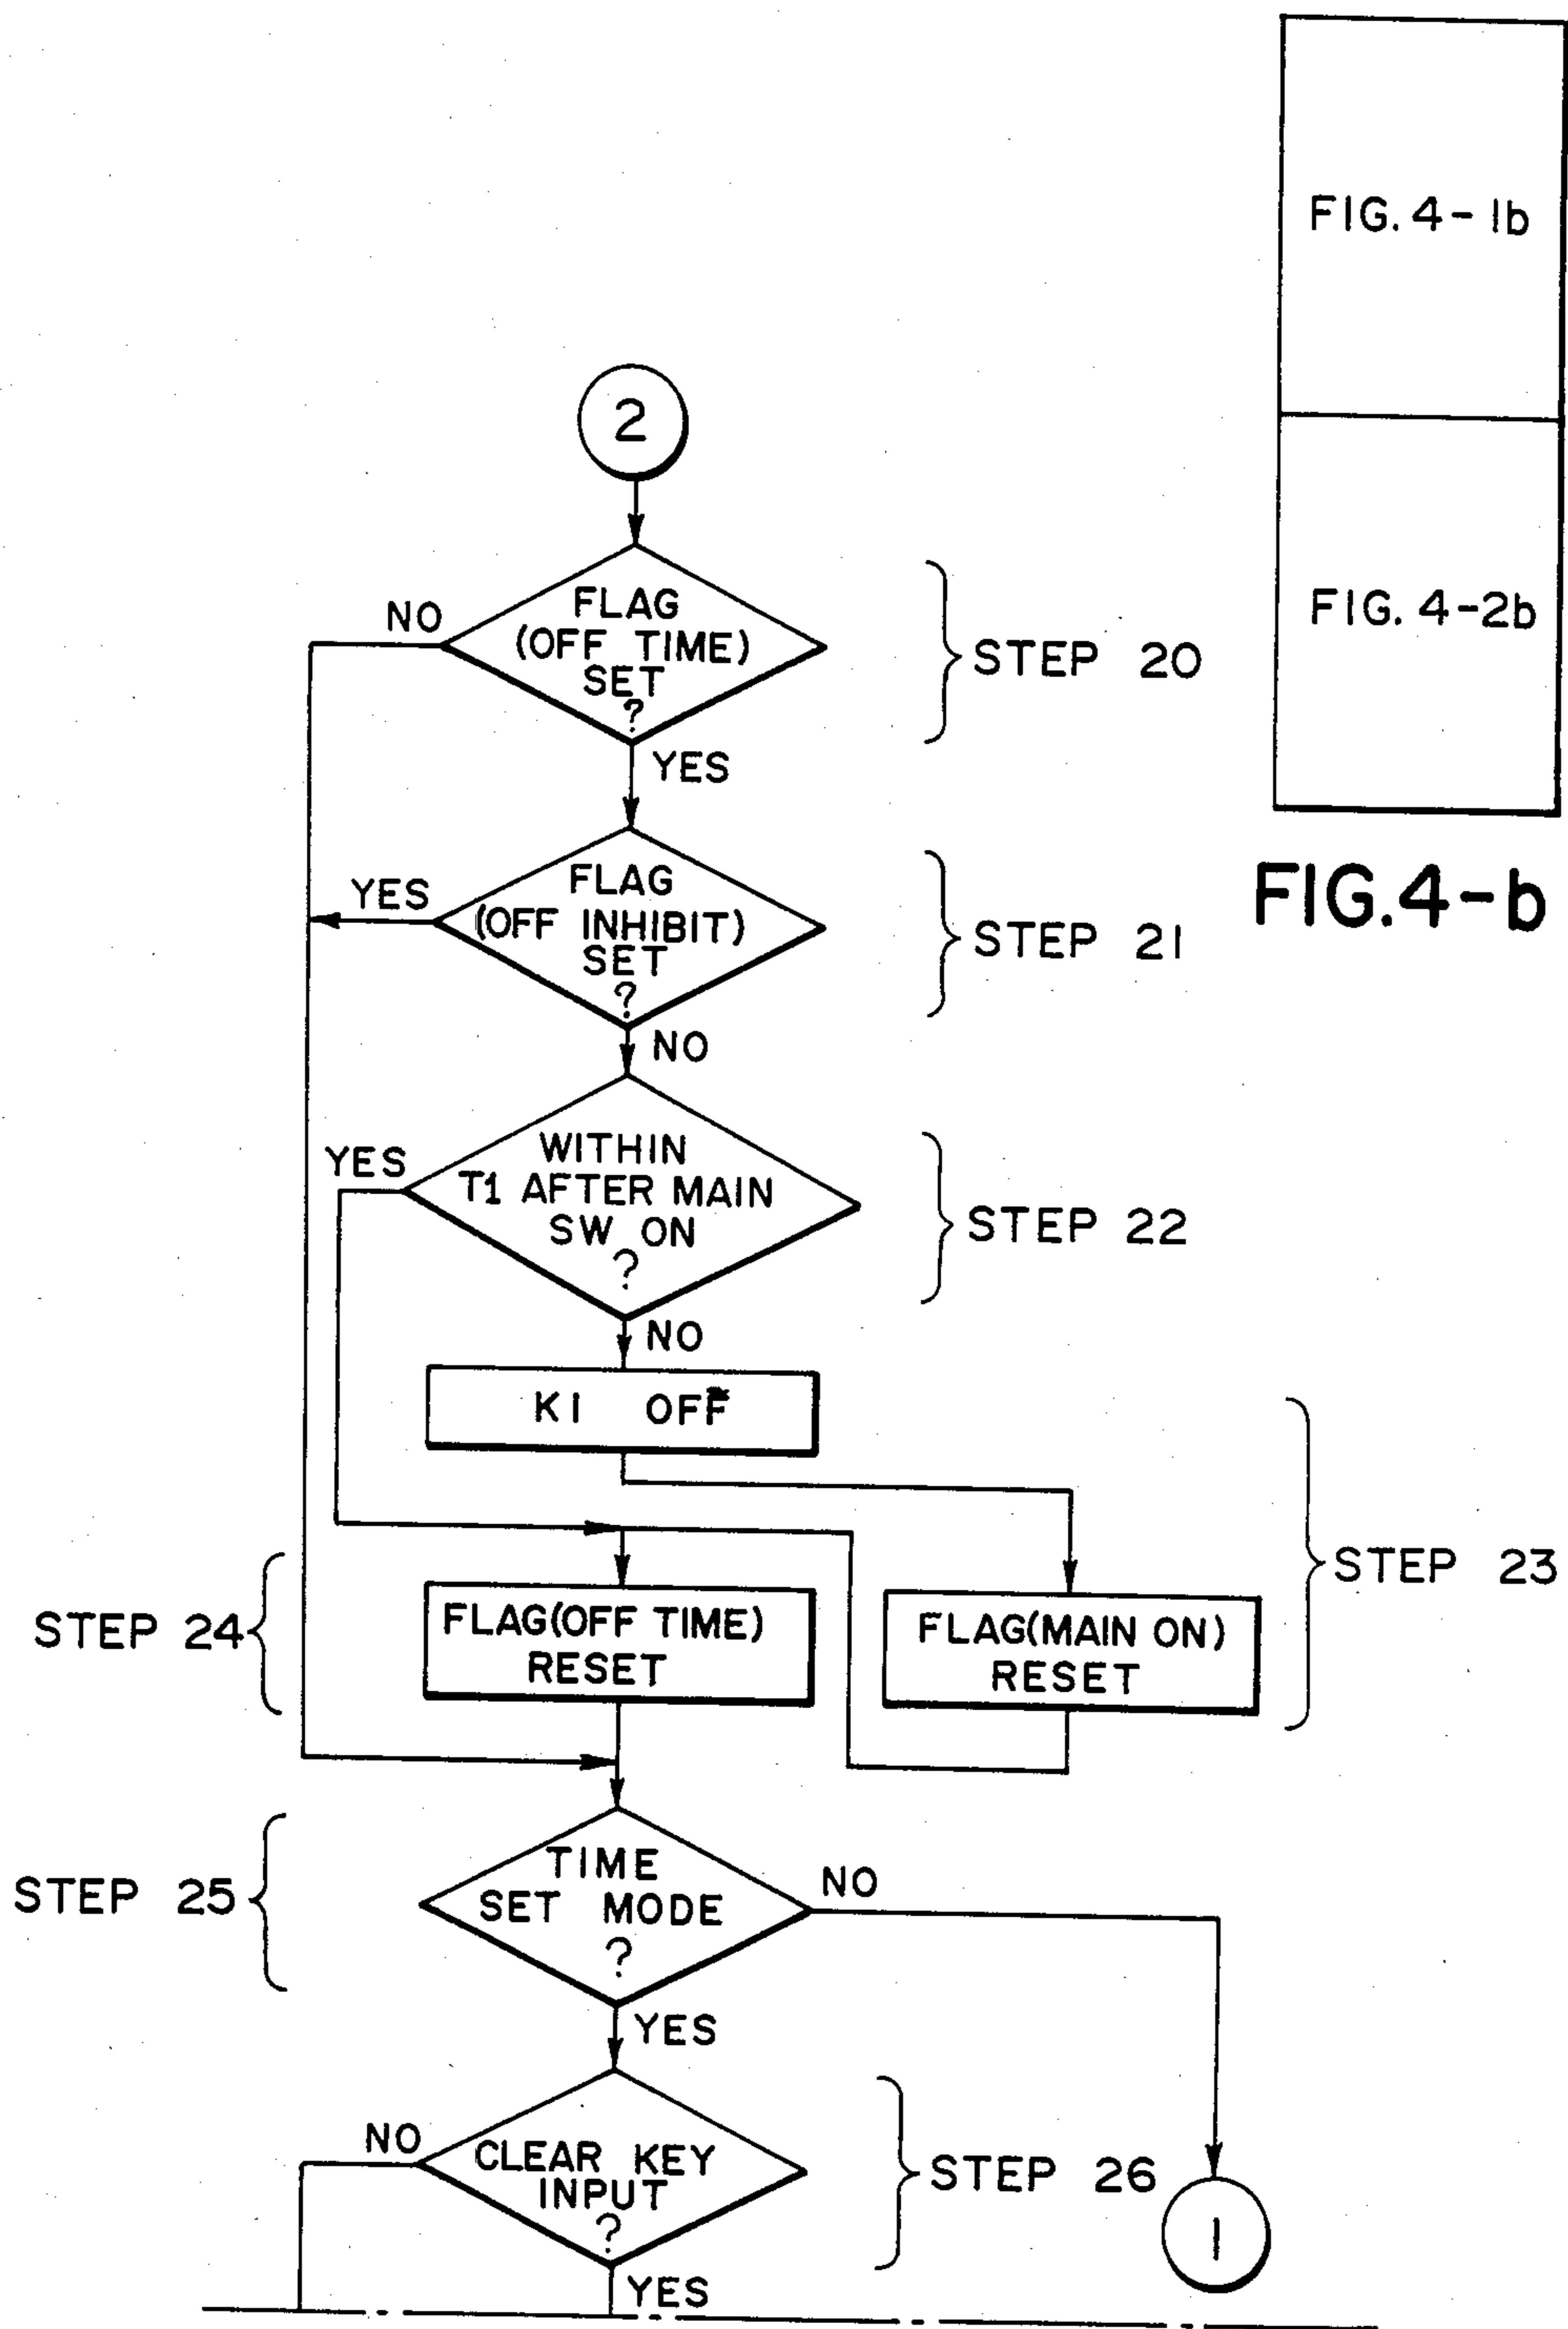 FIG. 4-1b
FIG. 4-2b
FIG. 4-b
2
FLAG
(OFF TIME)
SET
?
NO
YES
STEP 20
FLAG
(OFF INHIBIT)
SET
?
YES
NO
STEP 21
WITHIN
T1 AFTER MAIN
SW ON
?
YES
NO
STEP 22
K1 OFF
FLAG(MAIN ON)
RESET
STEP 23
FLAG(OFF TIME)
RESET
STEP 24
TIME
SET MODE
?
NO
YES
STEP 25
CLEAR KEY
INPUT
?
NO
YES
STEP 26
1